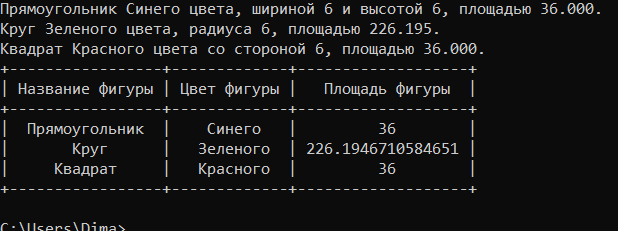 Прямоугольник Синего цвета, шириной 6 и высотой 6, площадью 36.000.
Круг Зеленого цвета, радиуса 6, площадью 226.195.
Квадрат Красного цвета со стороной 6, площадью 36.000.
+-----------------+-------------+-------------------+
| Название фигуры | Цвет фигуры |   Площадь фигуры  |
+-----------------+-------------+-------------------+
|  Прямоугольник  |    Синего   |         36        |
|       Круг      |   Зеленого  | 226.1946710584651 |
|     Квадрат     |   Красного  |         36        |
+-----------------+-------------+-------------------+
C:\Users\Dima>